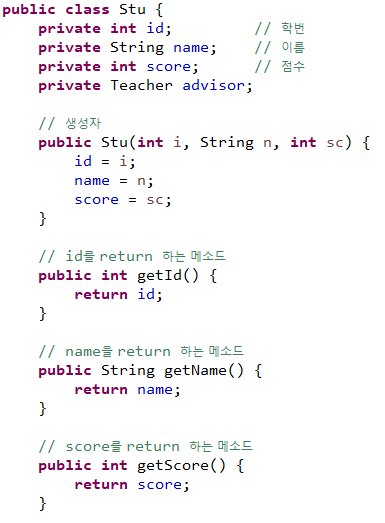 public class Stu {
    private int id;         // 학번
    private String name;    // 이름
    private int score;      // 점수
    private Teacher advisor;

    // 생성자
    public Stu(int i, String n, int sc) {
        id = i;
        name = n;
        score = sc;
    }

    // id를 return 하는 메소드
    public int getId() {
        return id;
    }

    // name을 return 하는 메소드
    public String getName() {
        return name;
    }

    // score를 return 하는 메소드
    public int getScore() {
        return score;
    }